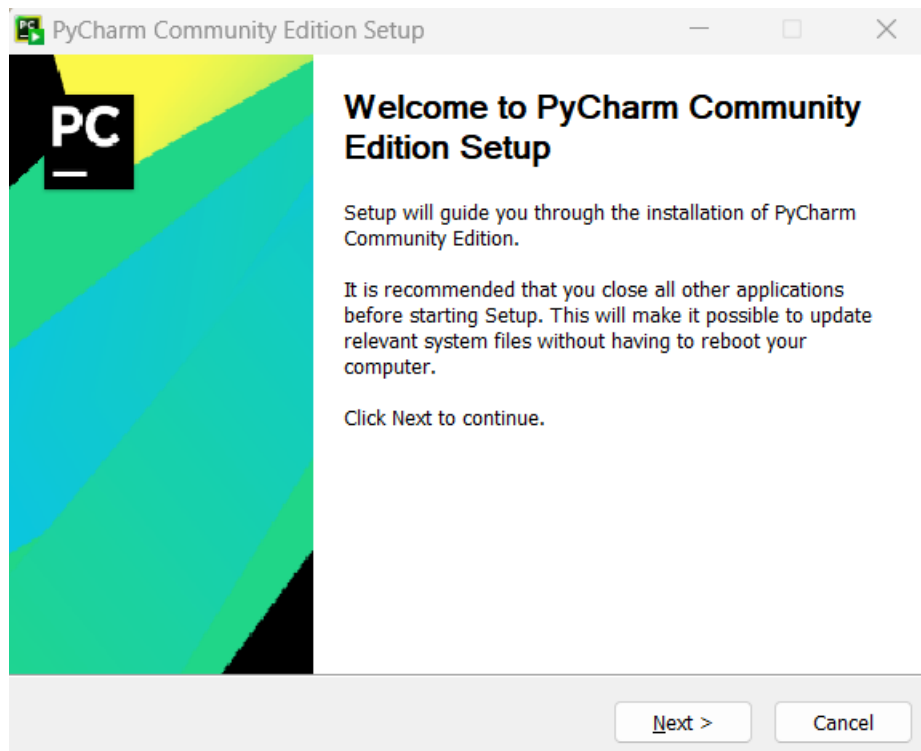 PyCharm Community Edition Setup
PC
Welcome to PyCharm Community
Edition Setup
Setup will guide you through the installation of PyCharm
Community Edition.
It is recommended that you close all other applications
before starting Setup. This will make it possible to update
relevant system files without having to reboot your
computer.
Click Next to continue.
Next >
Cancel